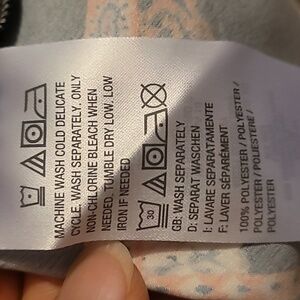 MACHINE WASH COLD DELICATE
CYCLE. WASH SEPARATELY. ONLY
NON-CHLORINE BLEACH WHEN
NEEDED, TUMBLE DRY LOW, LOW
IRON IF NEEDED
30
GB: WASH SEPARATELY
D: SEPARAT WASCHEN
I: LAVARE SEPARATAMENTE
F: LAVER SEPARÉMENT
100% POLYESTER / POLYESTER /
POLYESTER / POLIESTERE /
POLYESTER